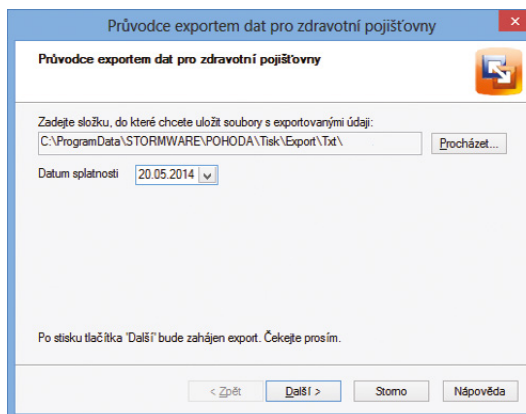 Průvodce exportem dat pro zdravotní pojišťovny
Průvodce exportem dat pro zdravotní pojišťovny
Zadejte složku, do které chcete uložit soubory s exportovanými údaji:
C:\ProgramData\STORMWARE\POHODA\Tisk\Export\Txt\
Procházet...
Datum splatnosti 20.05.2014
Po stisku tlačítka 'Další' bude zahájen export. Čekejte prosím.
< Zpět Další > Storno Nápověda